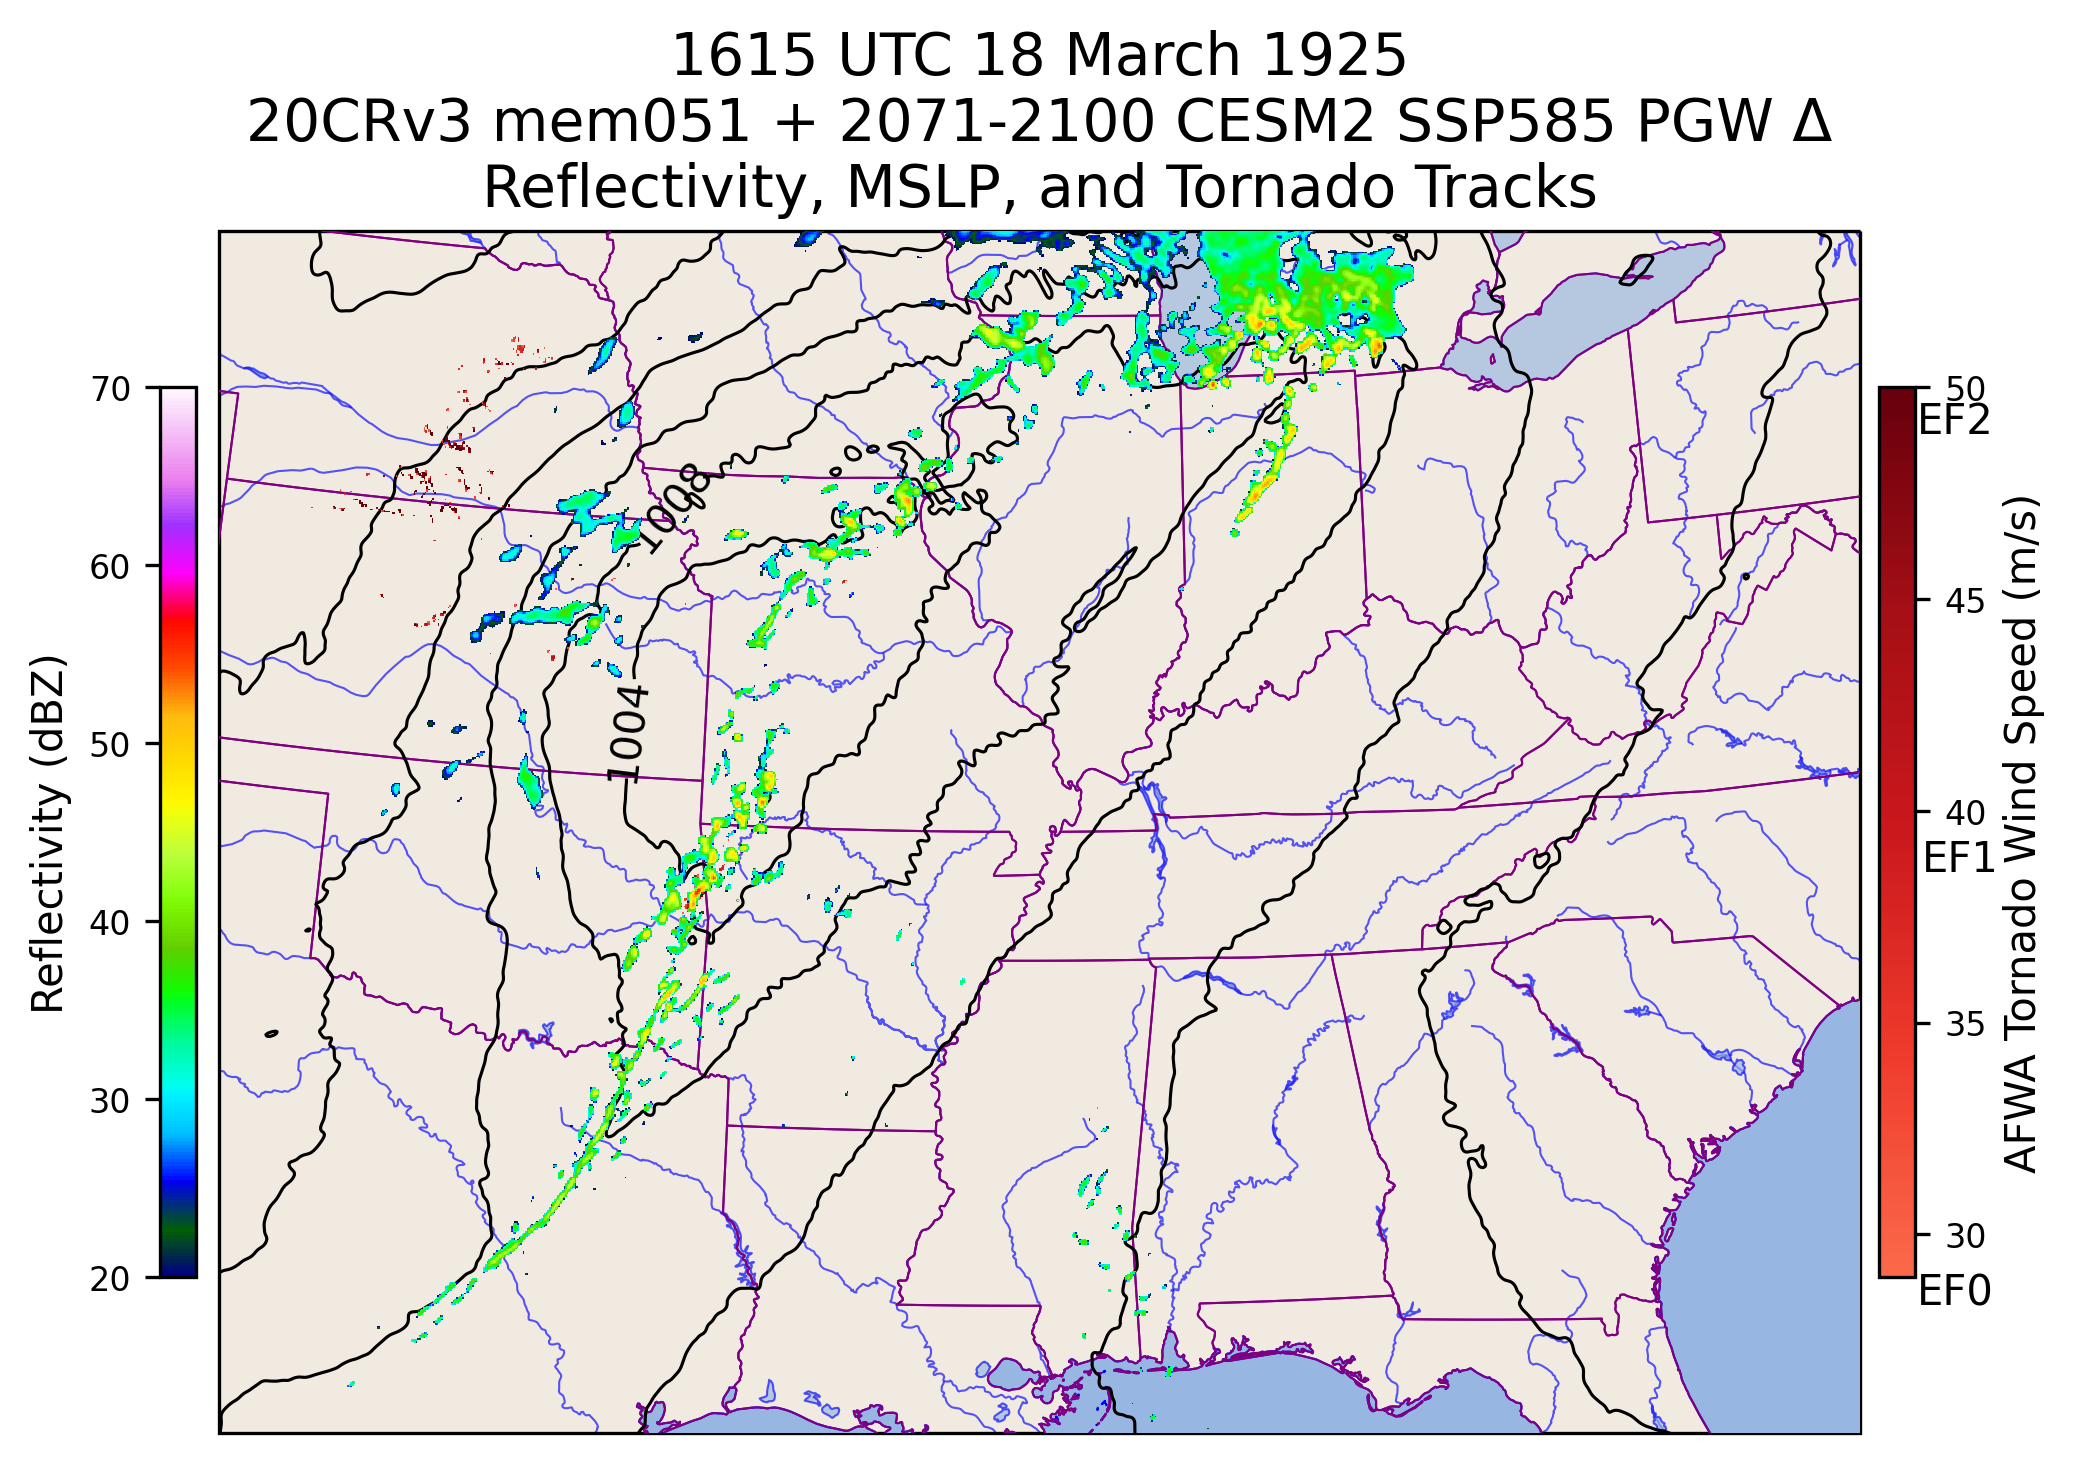 1615 UTC 18 March 1925
20CRv3 mem051 + 2071-2100 CESM2 SSP585 PGW Δ
Reflectivity, MSLP, and Tornado Tracks
70
60
50
40
30
20
Reflectivity (dBZ)
1008
1004
50
EF2
45
40
EF1
35
30
EF0
AFWA Tornado Wind Speed (m/s)